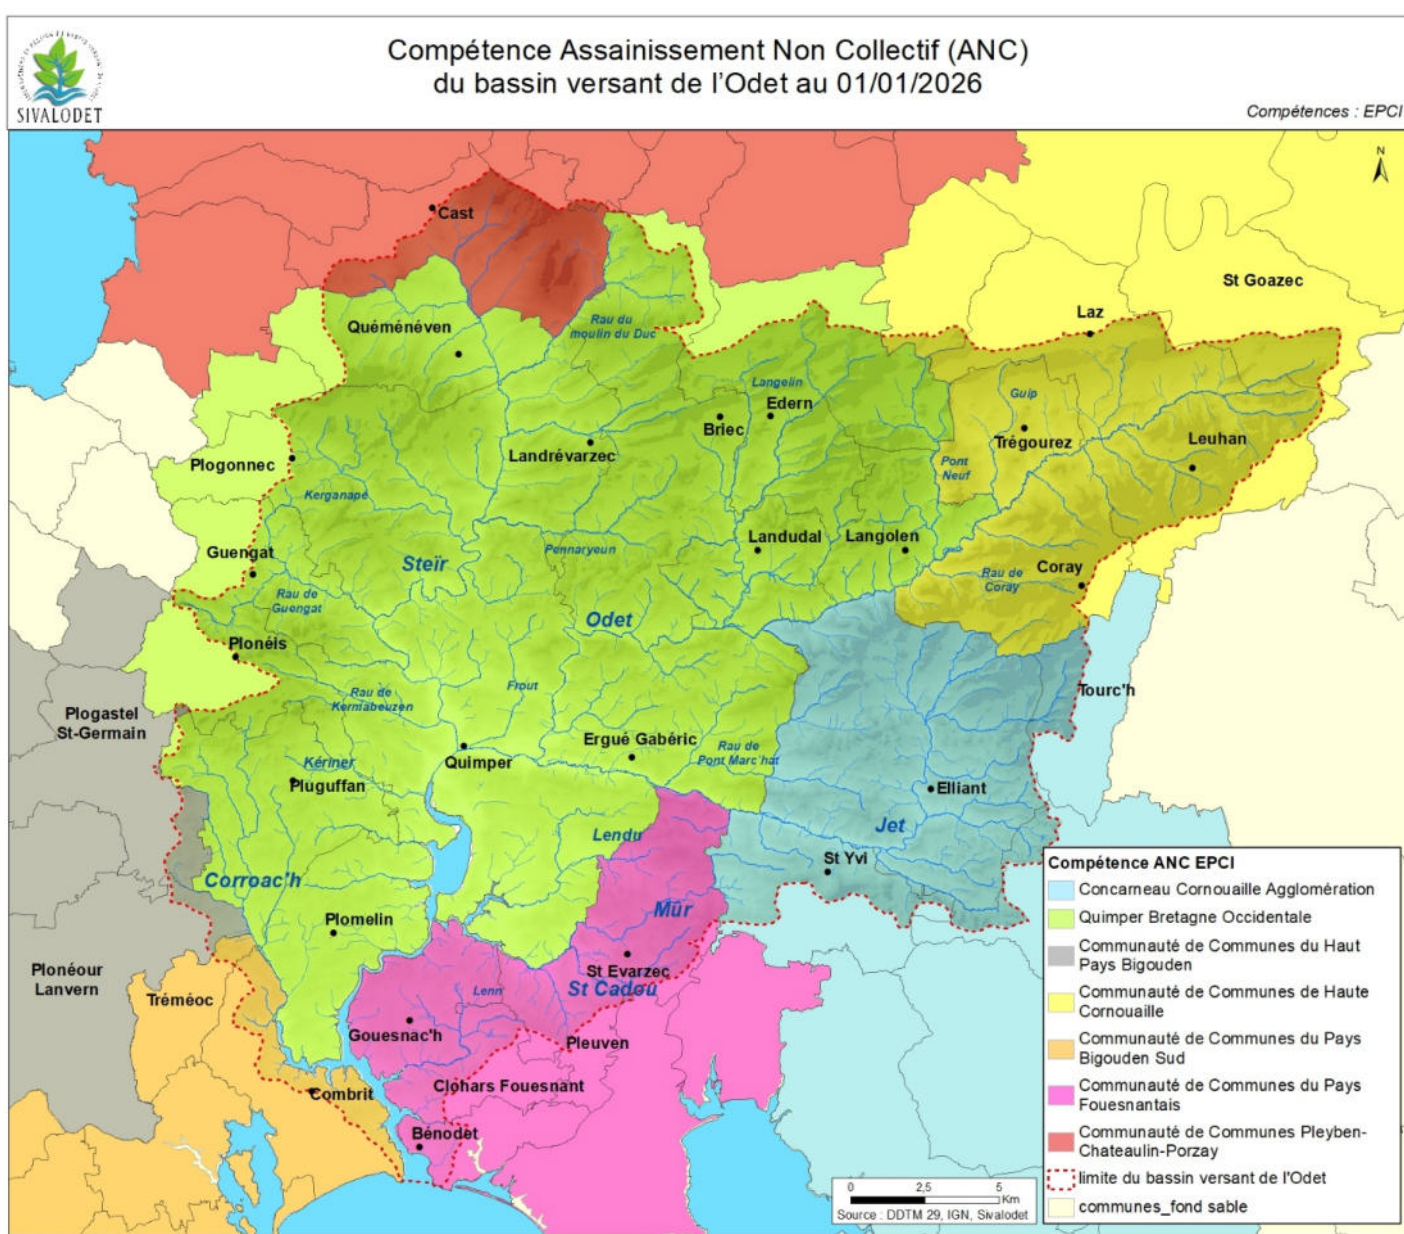 SIVALODET
Compétence Assainissement Non Collectif (ANC)
du bassin versant de l'Odet au 01/01/2026
Compétences : EPCI
N
Cast
St Goazec
Laz
Quéménéven
Rau du
moulin du Duc
Langelin
Edern
Guip
Briec
Trégourez
Leuhan
Landrévarzec
Plogonnec
Pont
Neuf
Kerganapé
Landudal
Langolen
Guengat
Steïr
Coray
Rau de
Coray
Rau de
Guengat
Odet
Plonéis
Frout
Rau de
Kermabeuzen
Tourc'h
Plogastel
St-Germain
Ergué Gabéric
Rau de
Pont Marc'hat
Quimper
Kériner
Pluguffan
Elliant
Jet
Lendu
St Yvi
Corroac'h
Mûr
Plomelin
Plonéour
Lanvern
St Evarzec
St Cadou
Tréméoc
Lenn
Gouesnac'h
Pleuven
Clohars Fouesnant
Combrit
Bénodet
Compétence ANC EPCI
Concarneau Cornouaille Agglomération
Quimper Bretagne Occidentale
Communauté de Communes du Haut
Pays Bigouden
Communauté de Communes de Haute
Cornouaille
Communauté de Communes du Pays
Bigouden Sud
Communauté de Communes du Pays
Fouesnantais
Communauté de Communes Pleyben-
Chateaulin-Porzay
limite du bassin versant de l'Odet
communes_fond sable
0 2,5 5
Km
Source : DDTM 29, IGN, Sivalodet